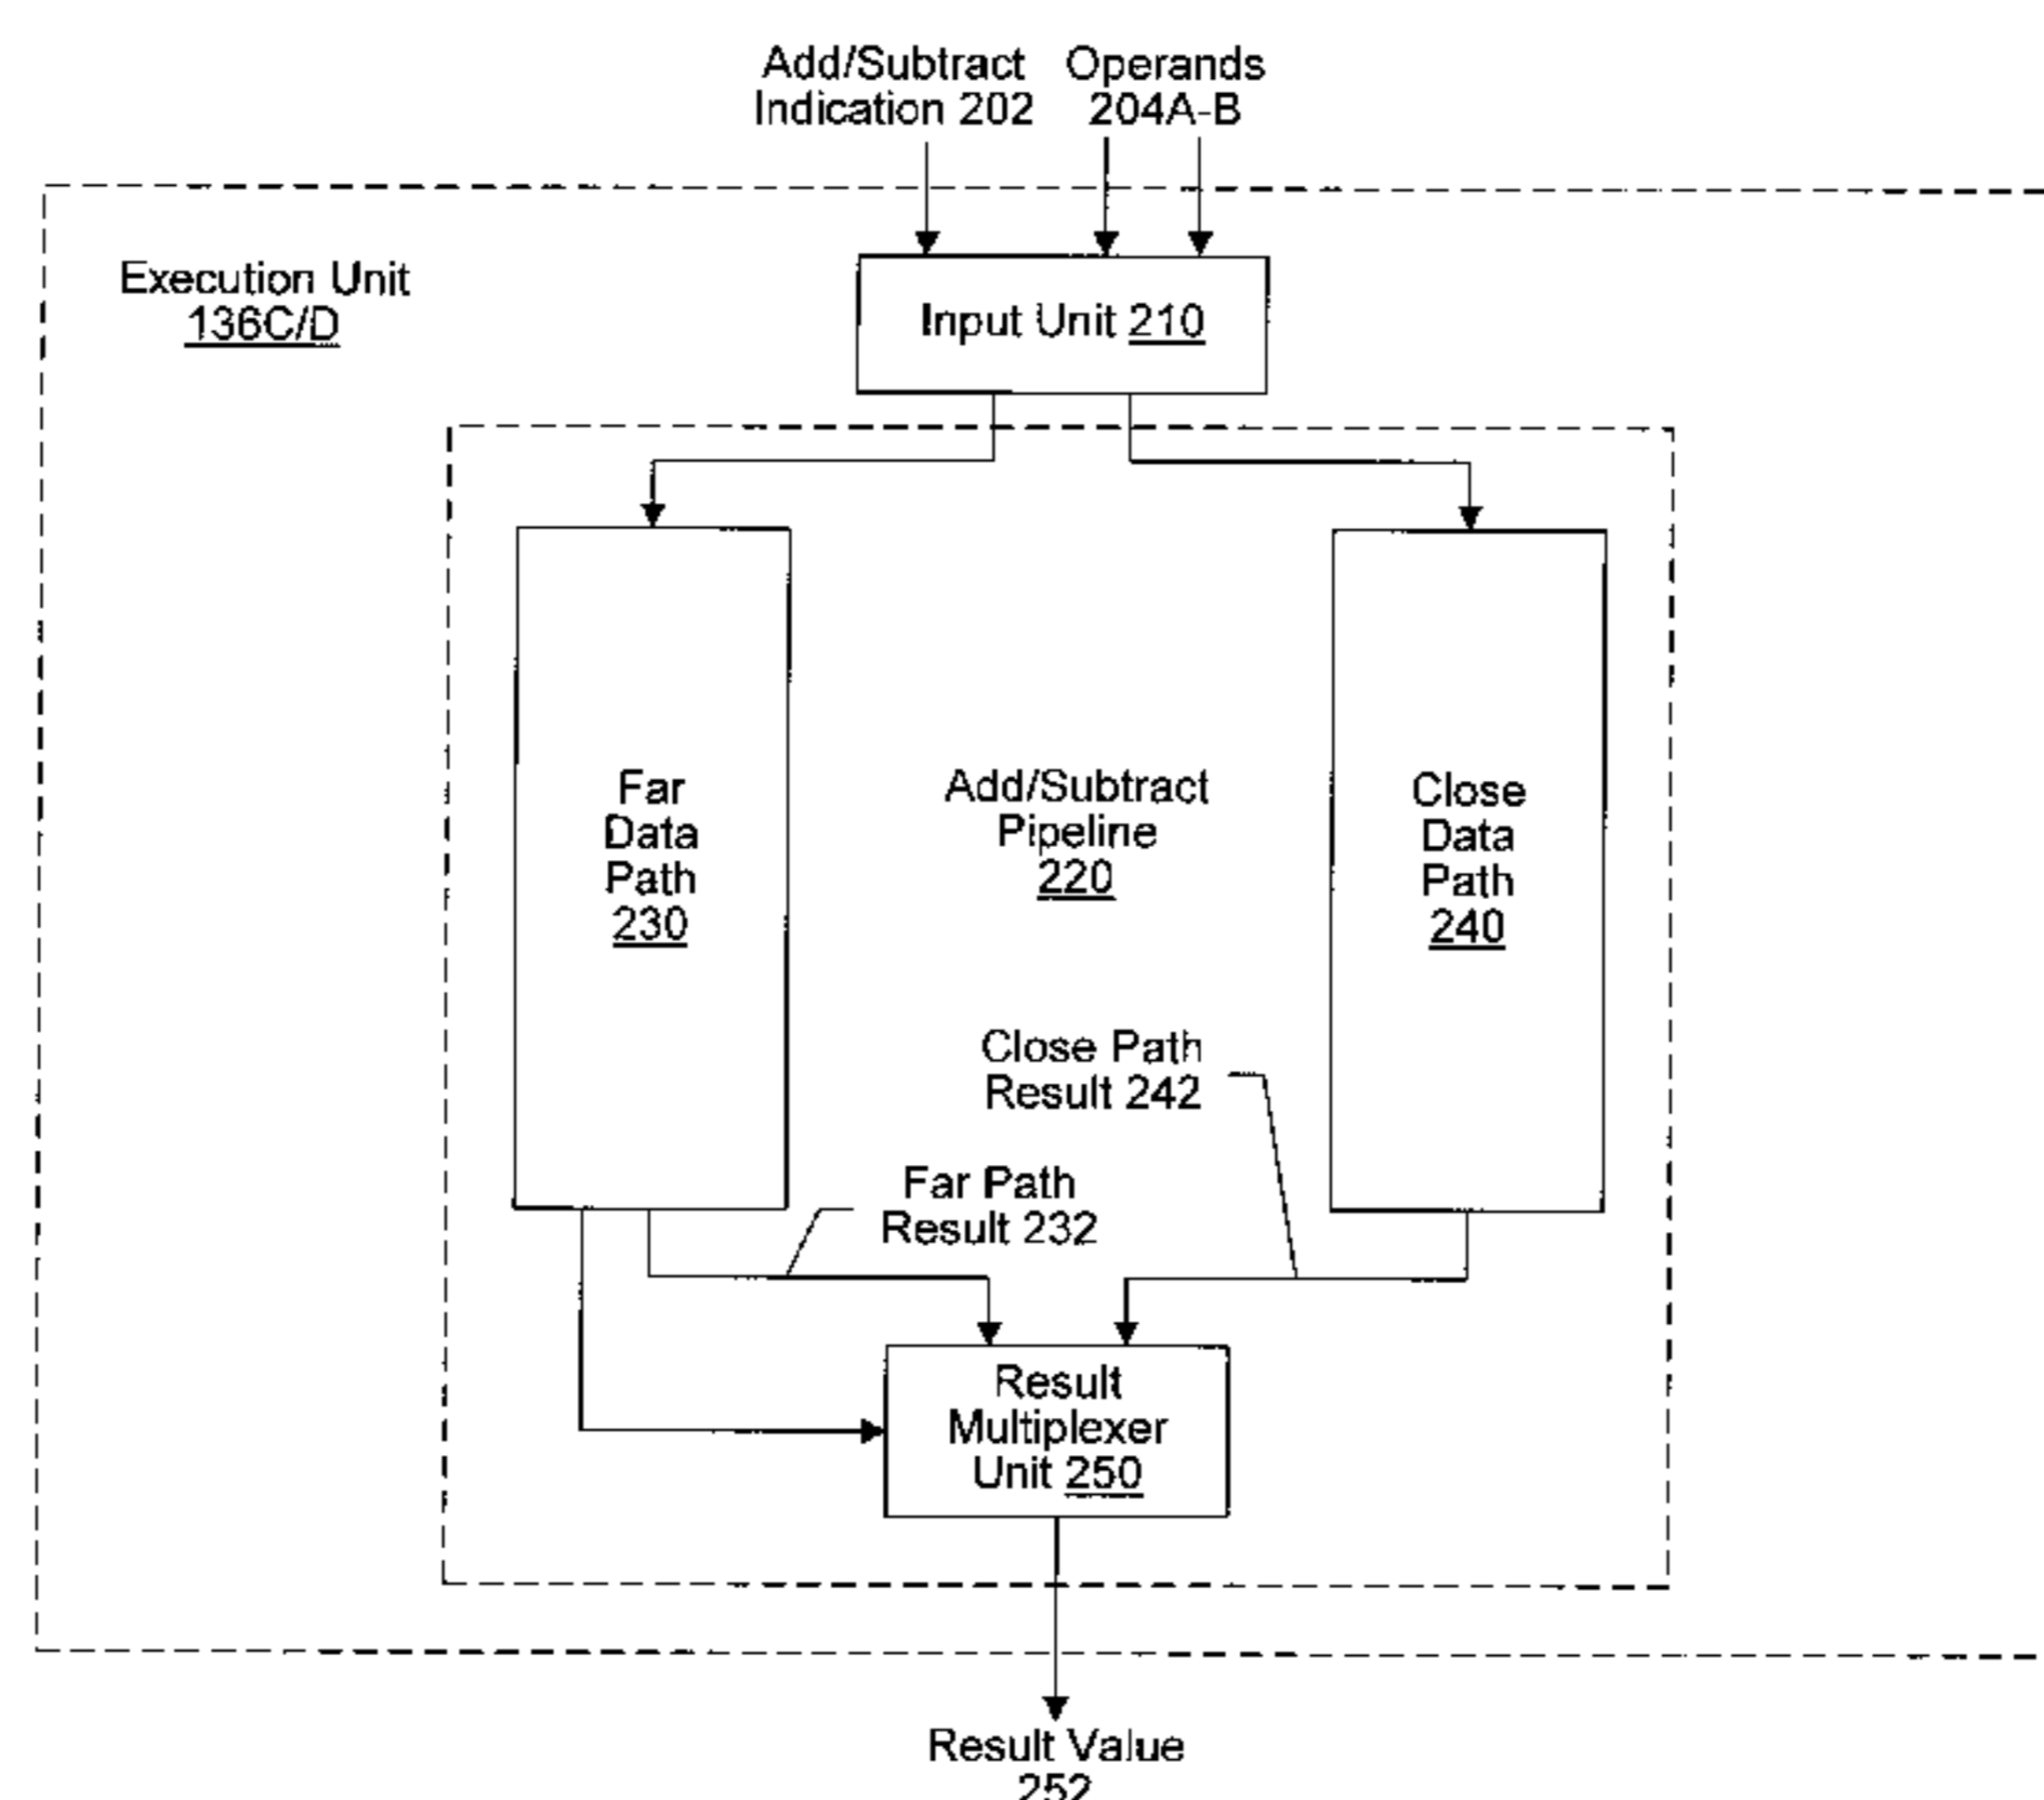 Add/Subtract
Indication 202
Operands
204A-B
Execution Unit
136C/D
Input Unit 210
Far
Data
Path
230
Add/Subtract
Pipeline
220
Close
Data
Path
240
Close Path
Result 242
Far Path
Result 232
Result
Multiplexer
Unit 250
Result Value
252